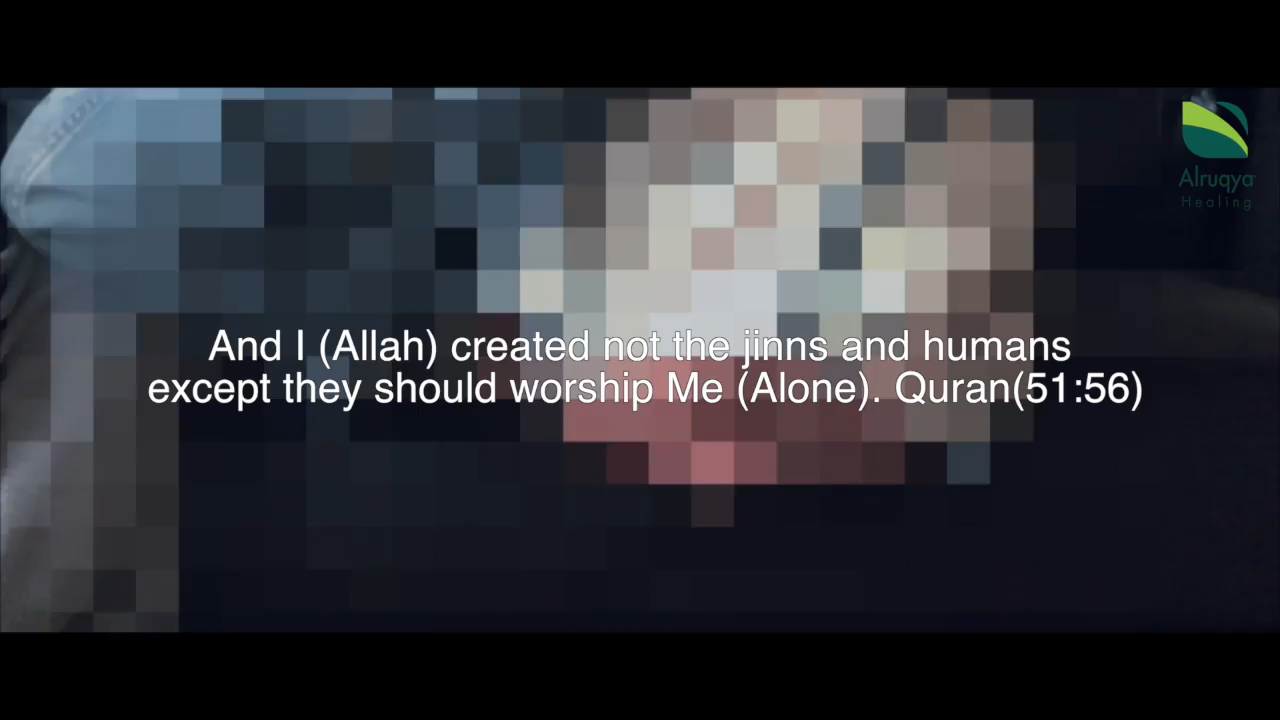 Alruqya
Healing
And I (Allah) created not the jinns and humans
except they should worship Me (Alone). Quran(51:56)